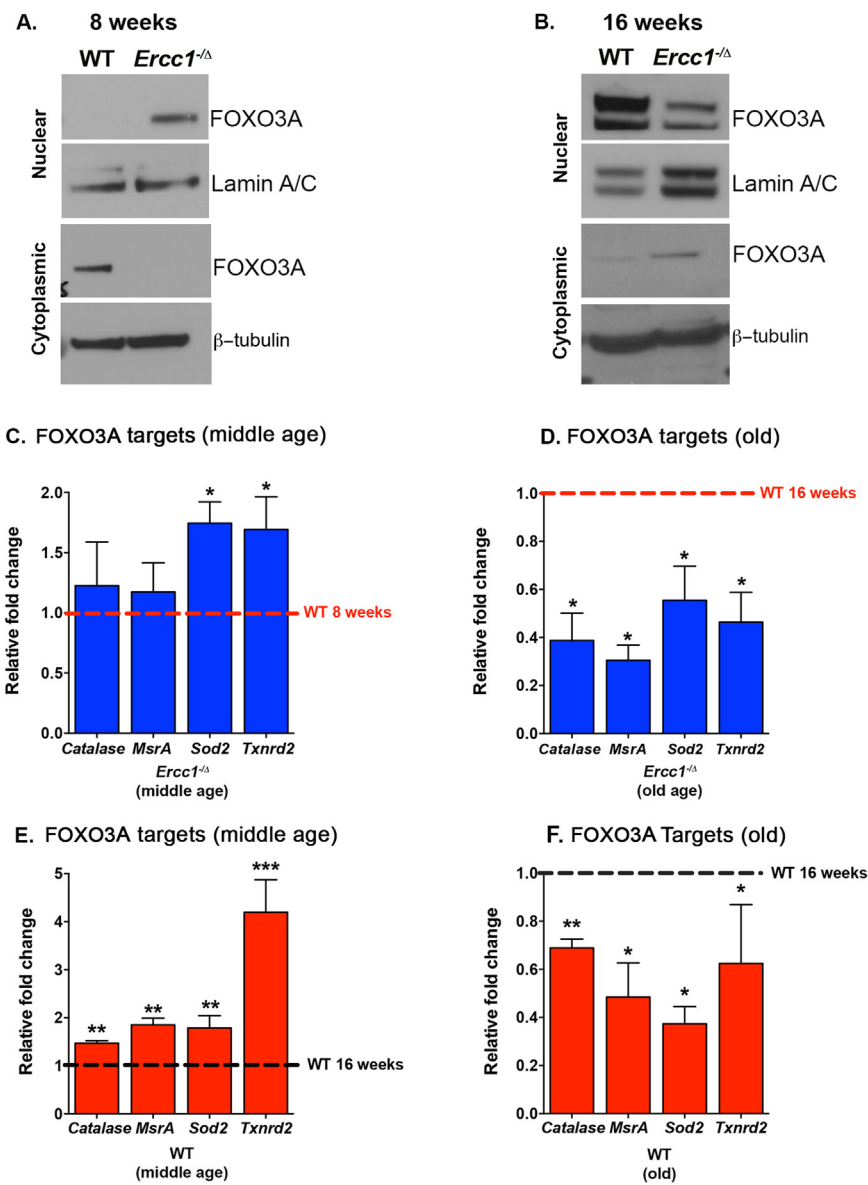 A.
8 weeks
WT Ercc1-/Δ
Nuclear
FOXO3A
Lamin A/C
Cytoplasmic
FOXO3A
β-tubulin
B.
16 weeks
WT Ercc1-/Δ
Nuclear
FOXO3A
Lamin A/C
Cytoplasmic
FOXO3A
β-tubulin
C. FOXO3A targets (middle age)
Relative fold change
2.0
1.5
1.0
0.5
0.0
* *
WT 8 weeks
Catalase MsrA Sod2 Txnrd2
Ercc1-/Δ
(middle age)
D. FOXO3A targets (old)
Relative fold change
1.0
0.8
0.6
0.4
0.2
0.0
WT 16 weeks
* * * *
Catalase MsrA Sod2 Txnrd2
Ercc1-/Δ
(old age)
E. FOXO3A targets (middle age)
Relative fold change
5
4
3
2
1
0
** ** ** ***
WT 16 weeks
Catalase MsrA Sod2 Txnrd2
WT
(middle age)
F. FOXO3A Targets (old)
Relative fold change
1.0
0.8
0.6
0.4
0.2
0.0
WT 16 weeks
** * * *
Catalase MsrA Sod2 Txnrd2
WT
(old)